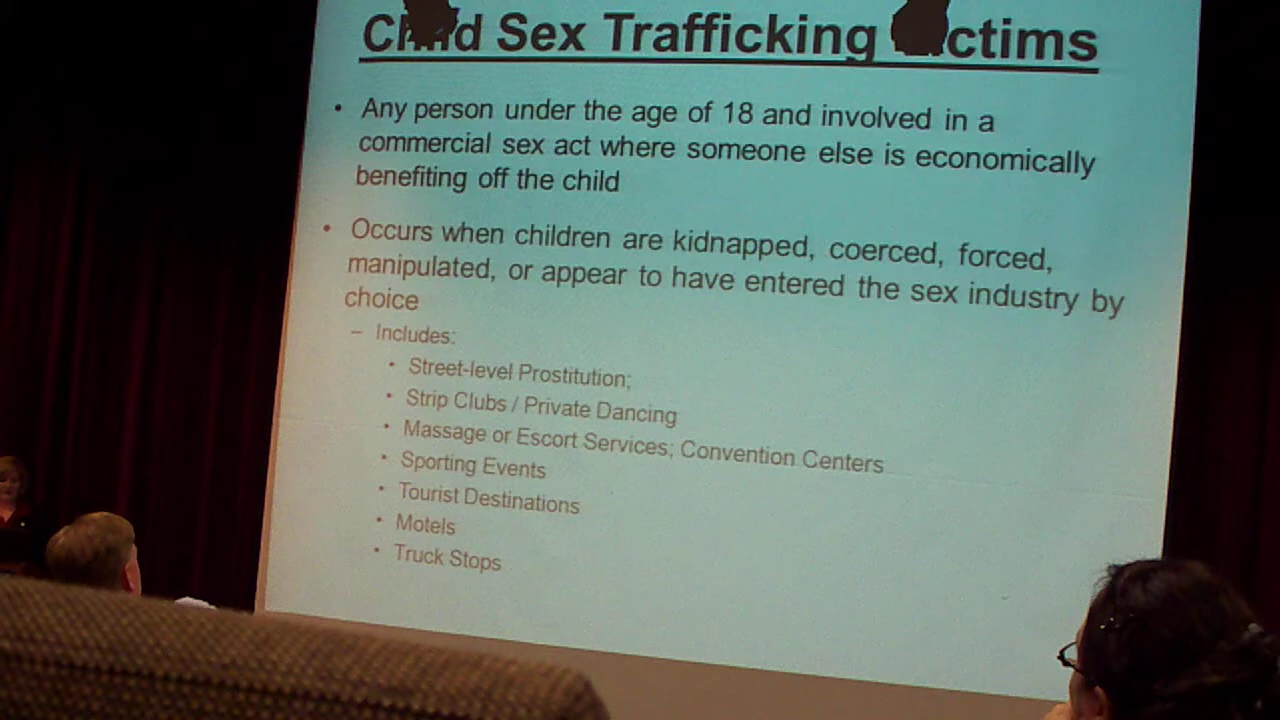 Child Sex Trafficking Victims
• Any person under the age of 18 and involved in a
commercial sex act where someone else is economically
benefiting off the child
• Occurs when children are kidnapped, coerced, forced,
manipulated, or appear to have entered the sex industry by
choice
– Includes:
• Street-level Prostitution;
• Strip Clubs / Private Dancing
• Massage or Escort Services; Convention Centers
• Sporting Events
• Tourist Destinations
• Motels
• Truck Stops